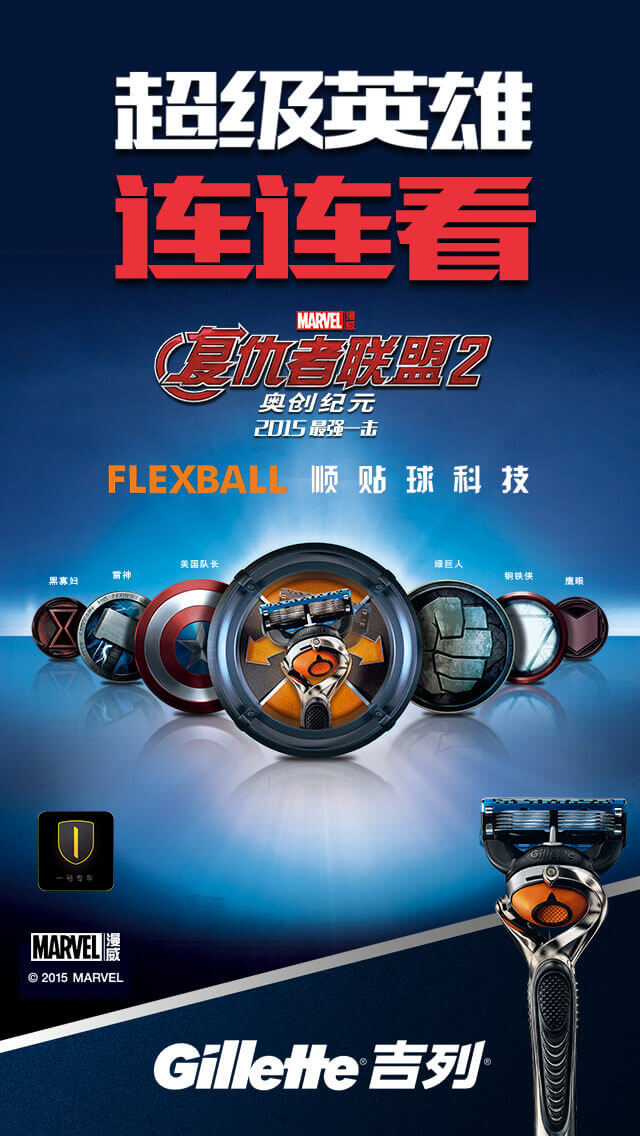 超级英雄
连连看
MARVEL 漫威
复仇者联盟2
奥创纪元
2015 最强一击
FLEXBALL 顺贴球科技
黑寡妇 雷神 美国队长 绿巨人 钢铁侠 鹰眼
Gillette
一号专车
MARVEL 漫威
© 2015 MARVEL
Gillette® 吉列®